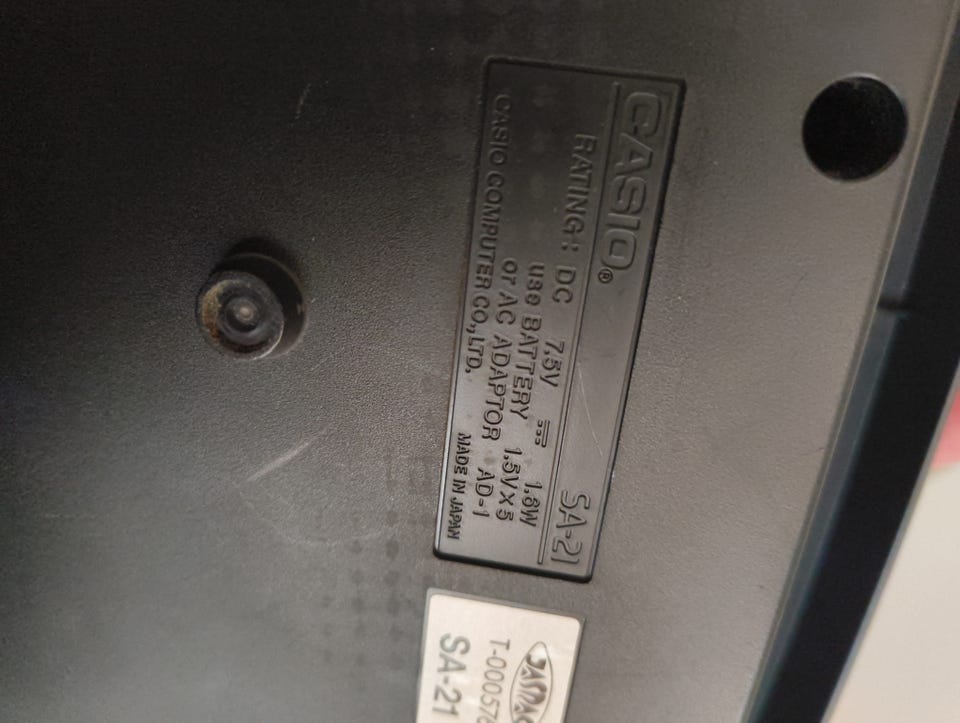 CASIO® SA-21
RATING : DC 7.5V ⎓ 1.6W
use BATTERY 1.5V×5
or AC ADAPTOR AD-1
CASIO COMPUTER CO.,LTD. MADE IN JAPAN
T-000576
SA-21